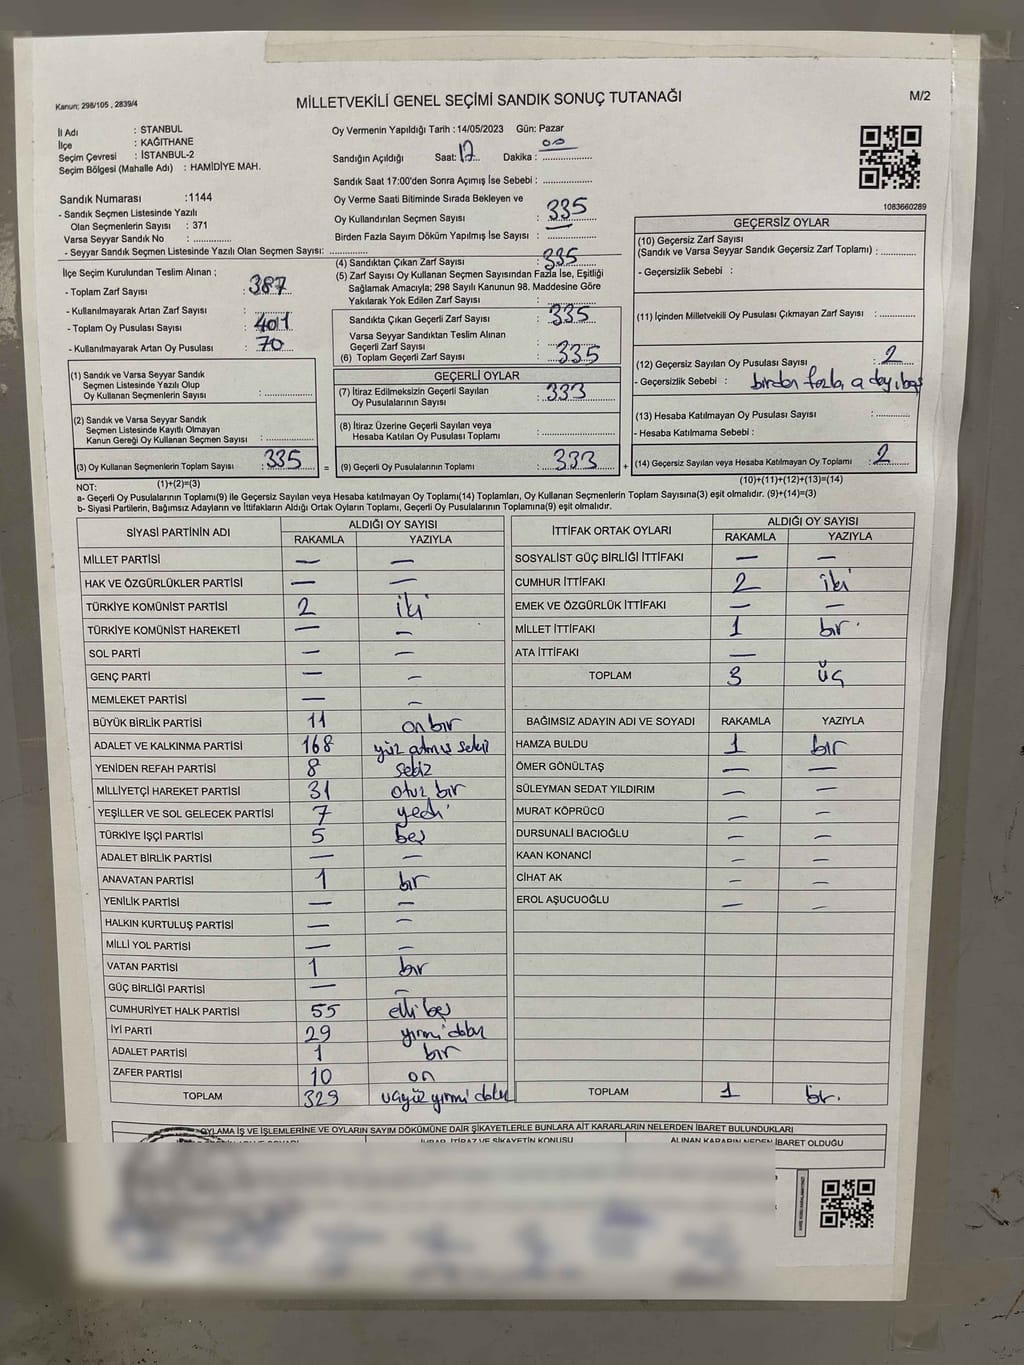 Kanun; 298/105 , 2839/4
MİLLETVEKİLİ GENEL SEÇİMİ SANDIK SONUÇ TUTANAĞI
M/2
İl Adı : STANBUL
İlçe : KAĞITHANE
Seçim Çevresi : İSTANBUL-2
Seçim Bölgesi (Mahalle Adı) : HAMİDİYE MAH.
Oy Vermenin Yapıldığı Tarih : 14/05/2023 Gün: Pazar
Sandığın Açıldığı Saat: 17 Dakika : 00
Sandık Saat 17:00'den Sonra Açımış İse Sebebi :
1083660289
Sandık Numarası :1144
- Sandık Seçmen Listesinde Yazılı
Olan Seçmenlerin Sayısı : 371
Varsa Seyyar Sandık No :
- Seyyar Sandık Seçmen Listesinde Yazılı Olan Seçmen Sayısı:
İlçe Seçim Kurulundan Teslim Alınan ;
- Toplam Zarf Sayısı : 387
- Kullanılmayarak Artan Zarf Sayısı :
- Toplam Oy Pusulası Sayısı : 401
- Kullanılmayarak Artan Oy Pusulası : 70
Oy Verme Saati Bitiminde Sırada Bekleyen ve
Oy Kullandırılan Seçmen Sayısı : 335
Birden Fazla Sayım Döküm Yapılmış İse Sayısı :
(4) Sandıktan Çıkan Zarf Sayısı : 335
(5) Zarf Sayısı Oy Kullanan Seçmen Sayısından Fazla İse, Eşitliği
Sağlamak Amacıyla; 298 Sayılı Kanunun 98. Maddesine Göre
Yakılarak Yok Edilen Zarf Sayısı :
Sandıkta Çıkan Geçerli Zarf Sayısı : 335
Varsa Seyyar Sandıktan Teslim Alınan
Geçerli Zarf Sayısı :
(6) Toplam Geçerli Zarf Sayısı : 335
GEÇERLİ OYLAR
(7) İtiraz Edilmeksizin Geçerli Sayılan
Oy Pusulalarının Sayısı : 333
(8) İtiraz Üzerine Geçerli Sayılan veya
Hesaba Katılan Oy Pusulası Toplamı :
(9) Geçerli Oy Pusulalarının Toplamı : 333 +
GEÇERSİZ OYLAR
(10) Geçersiz Zarf Sayısı
(Sandık ve Varsa Seyyar Sandık Geçersiz Zarf Toplamı) :
- Geçersizlik Sebebi :
(11) İçinden Milletvekili Oy Pusulası Çıkmayan Zarf Sayısı :
(12) Geçersiz Sayılan Oy Pusulası Sayısı : 2
- Geçersizlik Sebebi : birden fazla
(13) Hesaba Katılmayan Oy Pusulası Sayısı :
- Hesaba Katılmama Sebebi :
(14) Geçersiz Sayılan veya Hesaba Katılmayan Oy Toplamı : 2
(10)+(11)+(12)+(13)=(14)
(1) Sandık ve Varsa Seyyar Sandık
Seçmen Listesinde Yazılı Olup
Oy Kullanan Seçmenlerin Sayısı :
(2) Sandık ve Varsa Seyyar Sandık
Seçmen Listesinde Kayıtlı Olmayan
Kanun Gereği Oy Kullanan Seçmen Sayısı :
(3) Oy Kullanan Seçmenlerin Toplam Sayısı : 335 =
(1)+(2)=(3)
NOT:
a- Geçerli Oy Pusulalarının Toplamı(9) ile Geçersiz Sayılan veya Hesaba katılmayan Oy Toplamı(14) Toplamları, Oy Kullanan Seçmenlerin Toplam Sayısına(3) eşit olmalıdır. (9)+(14)=(3)
b- Siyasi Partilerin, Bağımsız Adayların ve İttifakların Aldığı Ortak Oyların Toplamı, Geçerli Oy Pusulalarının Toplamına(9) eşit olmalıdır.
SİYASİ PARTİNİN ADI ALDIĞI OY SAYISI
RAKAMLA YAZIYLA
MİLLET PARTİSİ — —
HAK VE ÖZGÜRLÜKLER PARTİSİ — —
TÜRKİYE KOMÜNİST PARTİSİ 2 iki
TÜRKİYE KOMÜNİST HAREKETİ — —
SOL PARTİ — —
GENÇ PARTİ — —
MEMLEKET PARTİSİ — —
BÜYÜK BİRLİK PARTİSİ 11 on bir
ADALET VE KALKINMA PARTİSİ 168 yüz atmış sekiz
YENİDEN REFAH PARTİSİ 8 sekiz
MİLLİYETÇİ HAREKET PARTİSİ 31 otuz bir
YEŞİLLER VE SOL GELECEK PARTİSİ 7 yedi
TÜRKİYE İŞÇİ PARTİSİ 5 beş
ADALET BİRLİK PARTİSİ — —
ANAVATAN PARTİSİ 1 bir
YENİLİK PARTİSİ — —
HALKIN KURTULUŞ PARTİSİ — —
MİLLİ YOL PARTİSİ — —
VATAN PARTİSİ 1 bir
GÜÇ BİRLİĞİ PARTİSİ — —
CUMHURİYET HALK PARTİSİ 55 elli beş
İYİ PARTİ 29 yirmi dokuz
ADALET PARTİSİ 1 bir
ZAFER PARTİSİ 10 on
TOPLAM 329 üçyüz yirmi dokuz
İTTİFAK ORTAK OYLARI ALDIĞI OY SAYISI
RAKAMLA YAZIYLA
SOSYALİST GÜÇ BİRLİĞİ İTTİFAKI — —
CUMHUR İTTİFAKI 2 iki
EMEK VE ÖZGÜRLÜK İTTİFAKI — —
MİLLET İTTİFAKI 1 bir
ATA İTTİFAKI —
TOPLAM 3 üç
BAĞIMSIZ ADAYIN ADI VE SOYADI RAKAMLA YAZIYLA
HAMZA BULDU 1 bir
ÖMER GÖNÜLTAŞ — —
SÜLEYMAN SEDAT YILDIRIM — —
MURAT KÖPRÜCÜ — —
DURSUNALİ BACIOĞLU — —
KAAN KONANCİ — —
CİHAT AK — —
EROL AŞUCUOĞLU — —
TOPLAM 1 bir.
OYLAMA İŞ VE İŞLEMLERİNE VE OYLARIN SAYIM DÖKÜMÜNE DAİR ŞİKAYETLERLE BUNLARA AİT KARARLARIN NELERDEN İBARET BULUNDUKLARI
İHBAR, İTİRAZ VE ŞİKAYETİN KONUSU ALINAN KARARIN NEDEN İBARET OLDUĞU